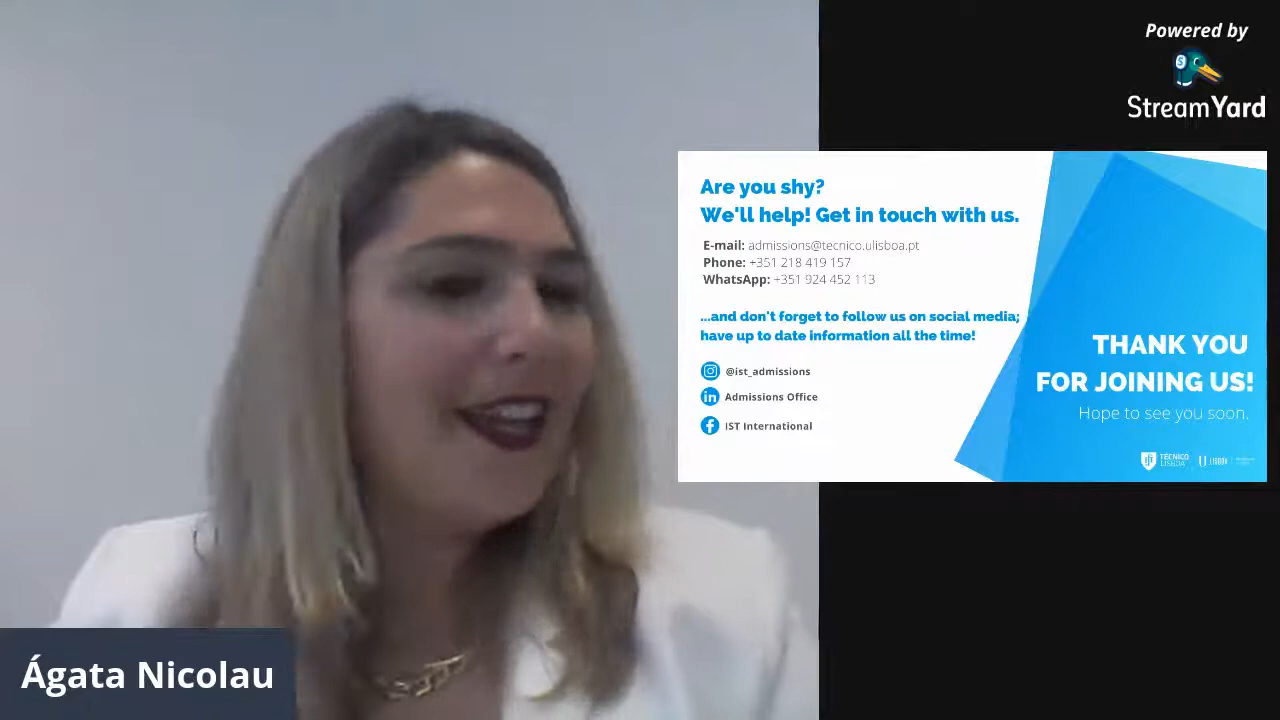 Powered by
StreamYard
Are you shy?
We'll help! Get in touch with us.
E-mail: admissions@tecnico.ulisboa.pt
Phone: +351 218 419 157
WhatsApp: +351 924 452 113
...and don't forget to follow us on social media;
have up to date information all the time!
@ist_admissions
Admissions Office
IST International
THANK YOU
FOR JOINING US!
Hope to see you soon.
TÉCNICO
LISBOA
LISBOA
Ágata Nicolau